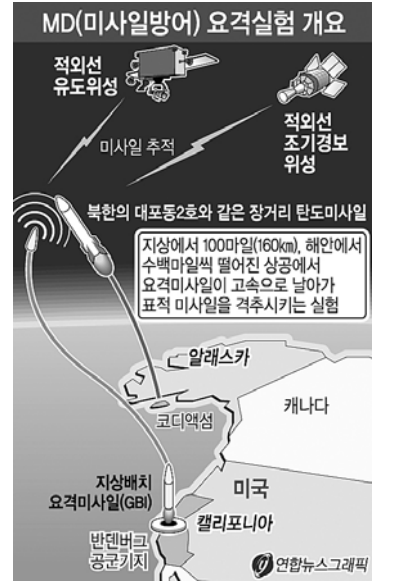 MD(미사일방어) 요격실험 개요
적외선
유도위성
적외선
조기경보
위성
미사일 추적
북한의 대포동2호와 같은 장거리 탄도미사일
지상에서 100마일(160㎞), 해안에서
수백마일씩 떨어진 상공에서
요격미사일이 고속으로 날아가
표적 미사일을 격추시키는 실험
알래스카
캐나다
코디액섬
지상배치
요격미사일(GBI)
미국
캘리포니아
반덴버그
공군기지
연합뉴스그래픽